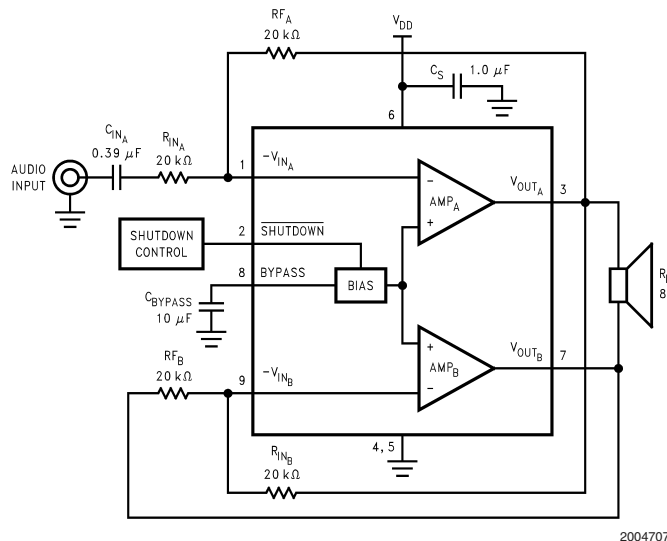 RF_A
20 kΩ
V_DD
C_S 1.0 μF
6
C_IN_A
0.39 μF
R_IN_A
20 kΩ
AUDIO
INPUT
1
-V_IN_A
-
AMP_A
+
V_OUT_A
3
2
SHUTDOWN
SHUTDOWN
CONTROL
8
BYPASS
BIAS
C_BYPASS
10 μF
R
8
RF_B
20 kΩ
9
-V_IN_B
+
AMP_B
-
V_OUT_B
7
4, 5
R_IN_B
20 kΩ
2004707